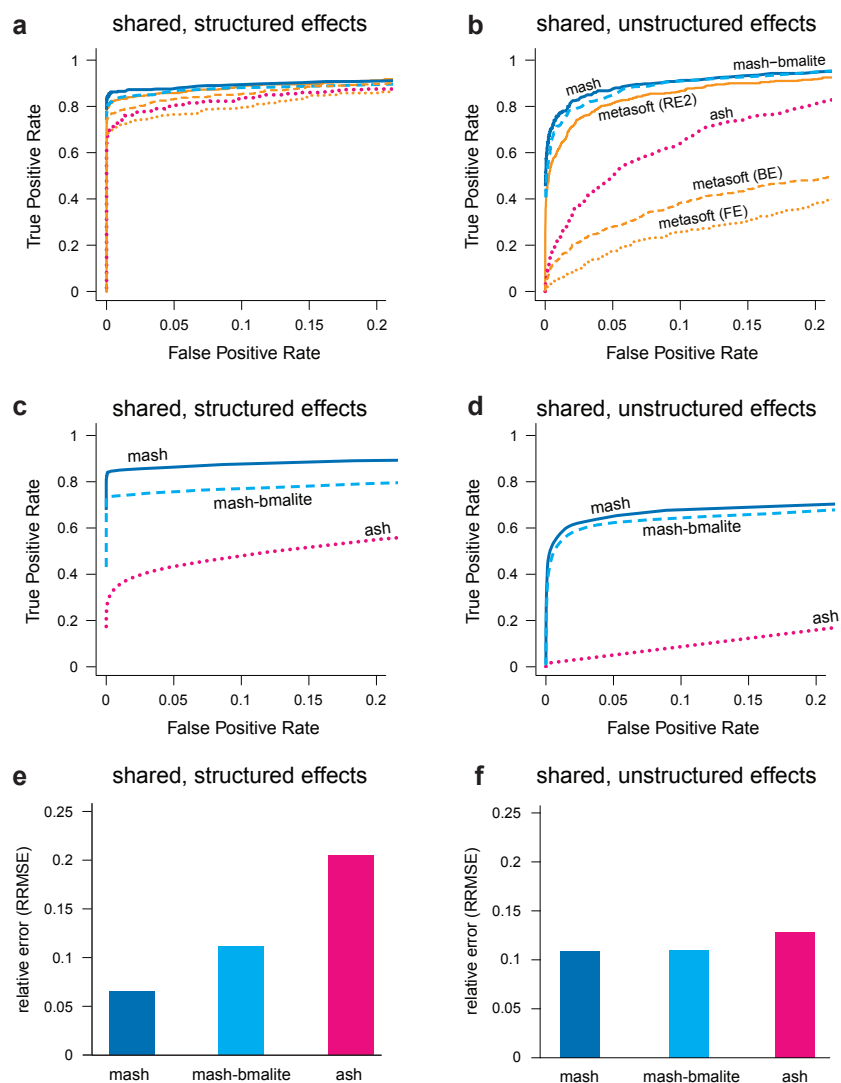 a
shared, structured effects
True Positive Rate
1
0.8
0.6
0.4
0.2
0
0
0.05
0.1
0.15
0.2
False Positive Rate
b
shared, unstructured effects
True Positive Rate
1
0.8
0.6
0.4
0.2
0
mash
mash−bmalite
metasoft (RE2)
ash
metasoft (BE)
metasoft (FE)
0
0.05
0.1
0.15
0.2
False Positive Rate
c
shared, structured effects
True Positive Rate
1
0.8
0.6
0.4
0.2
0
mash
mash-bmalite
ash
0
0.05
0.1
0.15
0.2
False Positive Rate
d
shared, unstructured effects
True Positive Rate
1
0.8
0.6
0.4
0.2
0
mash
mash-bmalite
ash
0
0.05
0.1
0.15
0.2
False Positive Rate
e
shared, structured effects
relative error (RRMSE)
0.25
0.2
0.15
0.1
0.05
0
mash
mash-bmalite
ash
f
shared, unstructured effects
relative error (RRMSE)
0.25
0.2
0.15
0.1
0.05
0
mash
mash-bmalite
ash